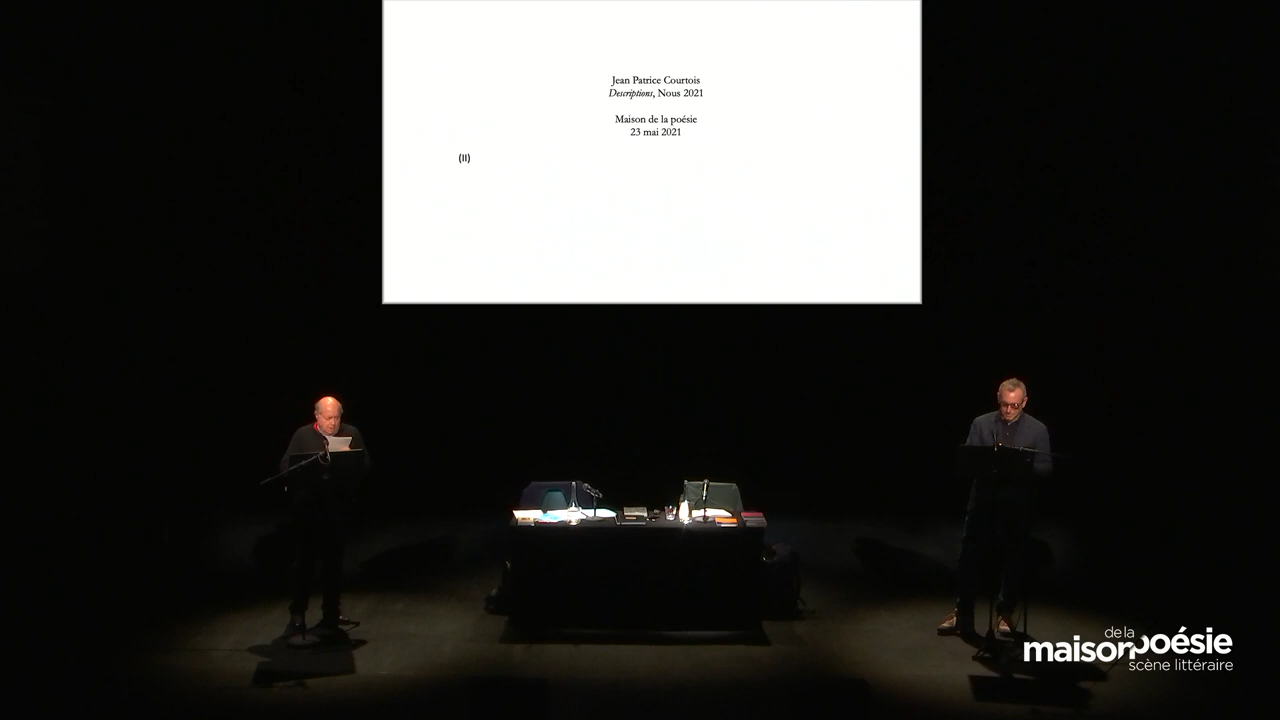 Jean Patrice Courtois
Descriptions, Nous 2021
Maison de la poésie
23 mai 2021
(II)
de la
maison poésie
scène littéraire